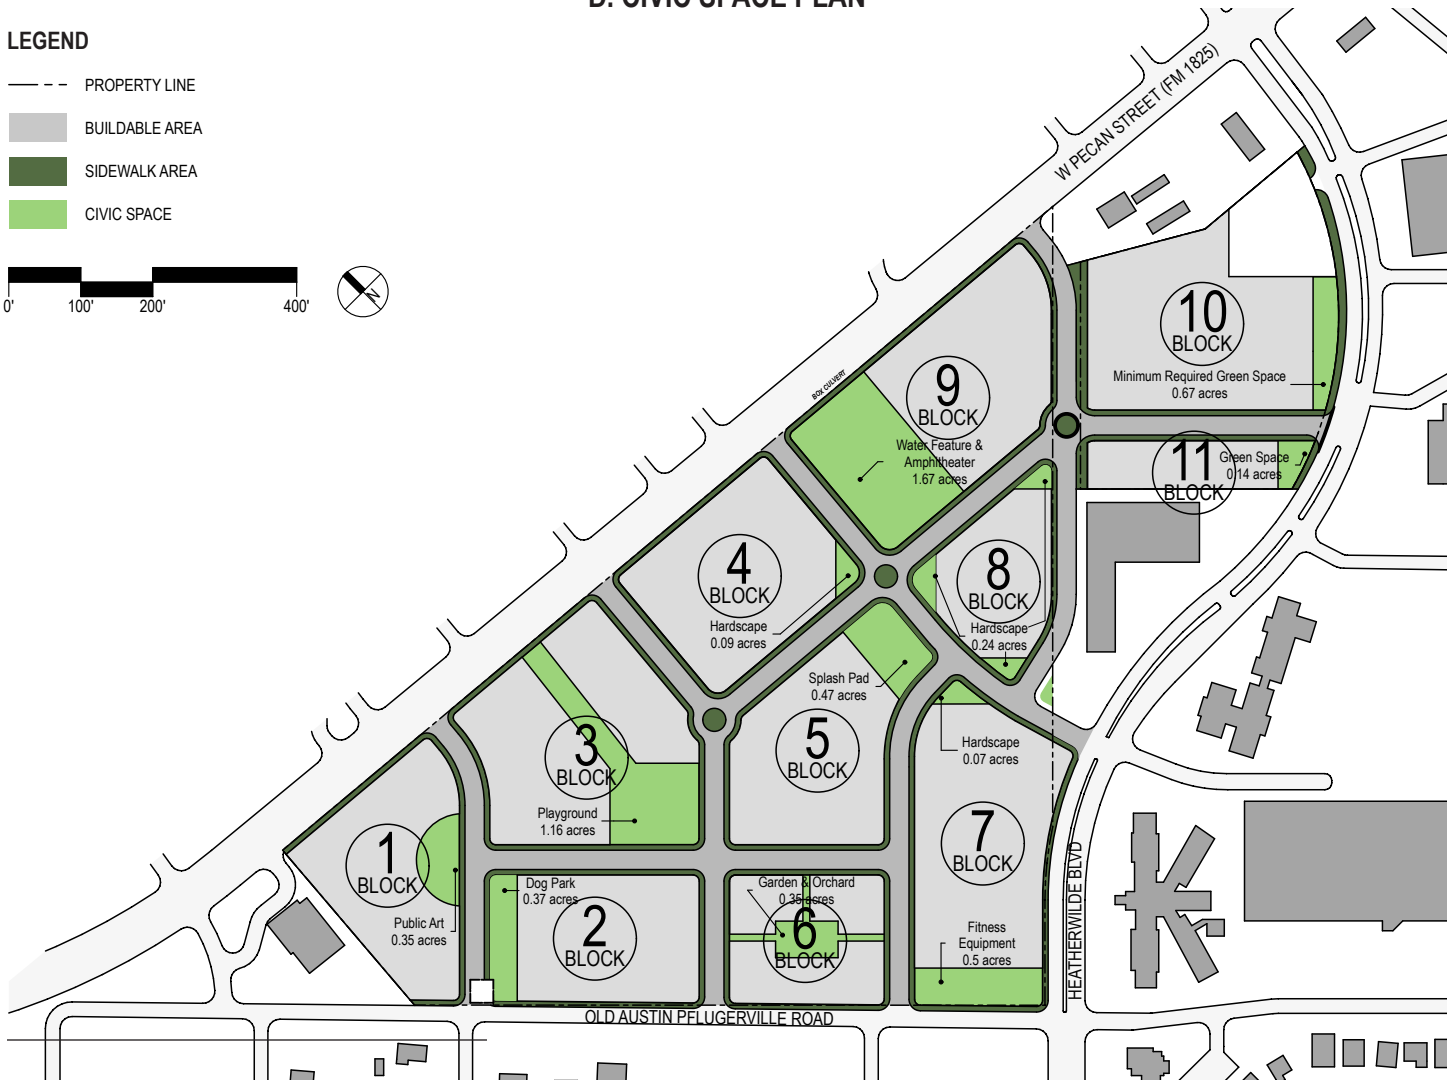 D. CIVIC SPACE PLAN
LEGEND
PROPERTY LINE
BUILDABLE AREA
SIDEWALK AREA
CIVIC SPACE
0' 100' 200' 400'
N
W PECAN STREET (FM 1825)
BOX CULVERT
10
BLOCK
Minimum Required Green Space
0.67 acres
9
BLOCK
Water Feature &
Amphitheater
1.67 acres
11
BLOCK
Green Space
0.14 acres
4
BLOCK
Hardscape
0.09 acres
8
BLOCK
Hardscape
0.24 acres
Splash Pad
0.47 acres
3
BLOCK
Playground
1.16 acres
5
BLOCK
Hardscape
0.07 acres
1
BLOCK
Public Art
0.35 acres
7
BLOCK
Fitness
Equipment
0.5 acres
Dog Park
0.37 acres
2
BLOCK
Garden & Orchard
0.35 acres
6
BLOCK
HEATHERWILDE BLVD
OLD AUSTIN PFLUGERVILLE ROAD